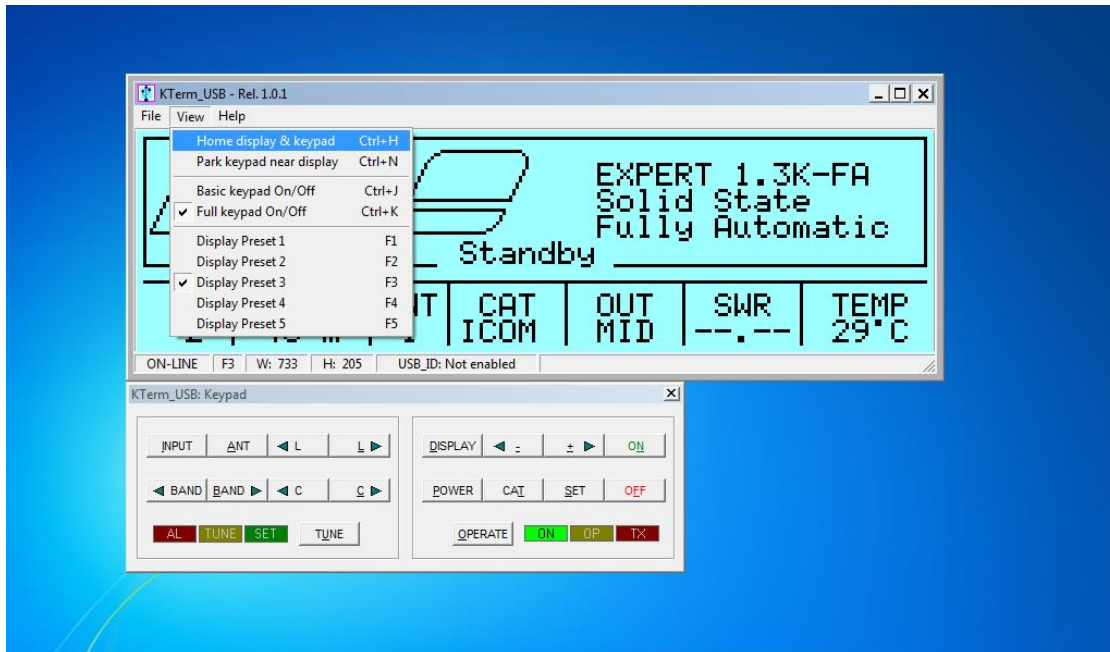 KTerm_USB - Rel. 1.0.1
File View Help
Home display & keypad Ctrl+H
Park keypad near display Ctrl+N
Basic keypad On/Off Ctrl+J
Full keypad On/Off Ctrl+K
Display Preset 1 F1
Display Preset 2 F2
Display Preset 3 F3
Display Preset 4 F4
Display Preset 5 F5
EXPERT 1.3K-FA
Solid State
Fully Automatic
Standby
CAT OUT SWR TEMP
ICOM MID --.-- 29°C
ON-LINE F3 W: 733 H: 205 USB_ID: Not enabled
KTerm_USB: Keypad
INPUT ANT L L DISPLAY - + ON
BAND BAND C C POWER CAT SET OFF
AL TUNE SET TUNE OPERATE ON OP TX